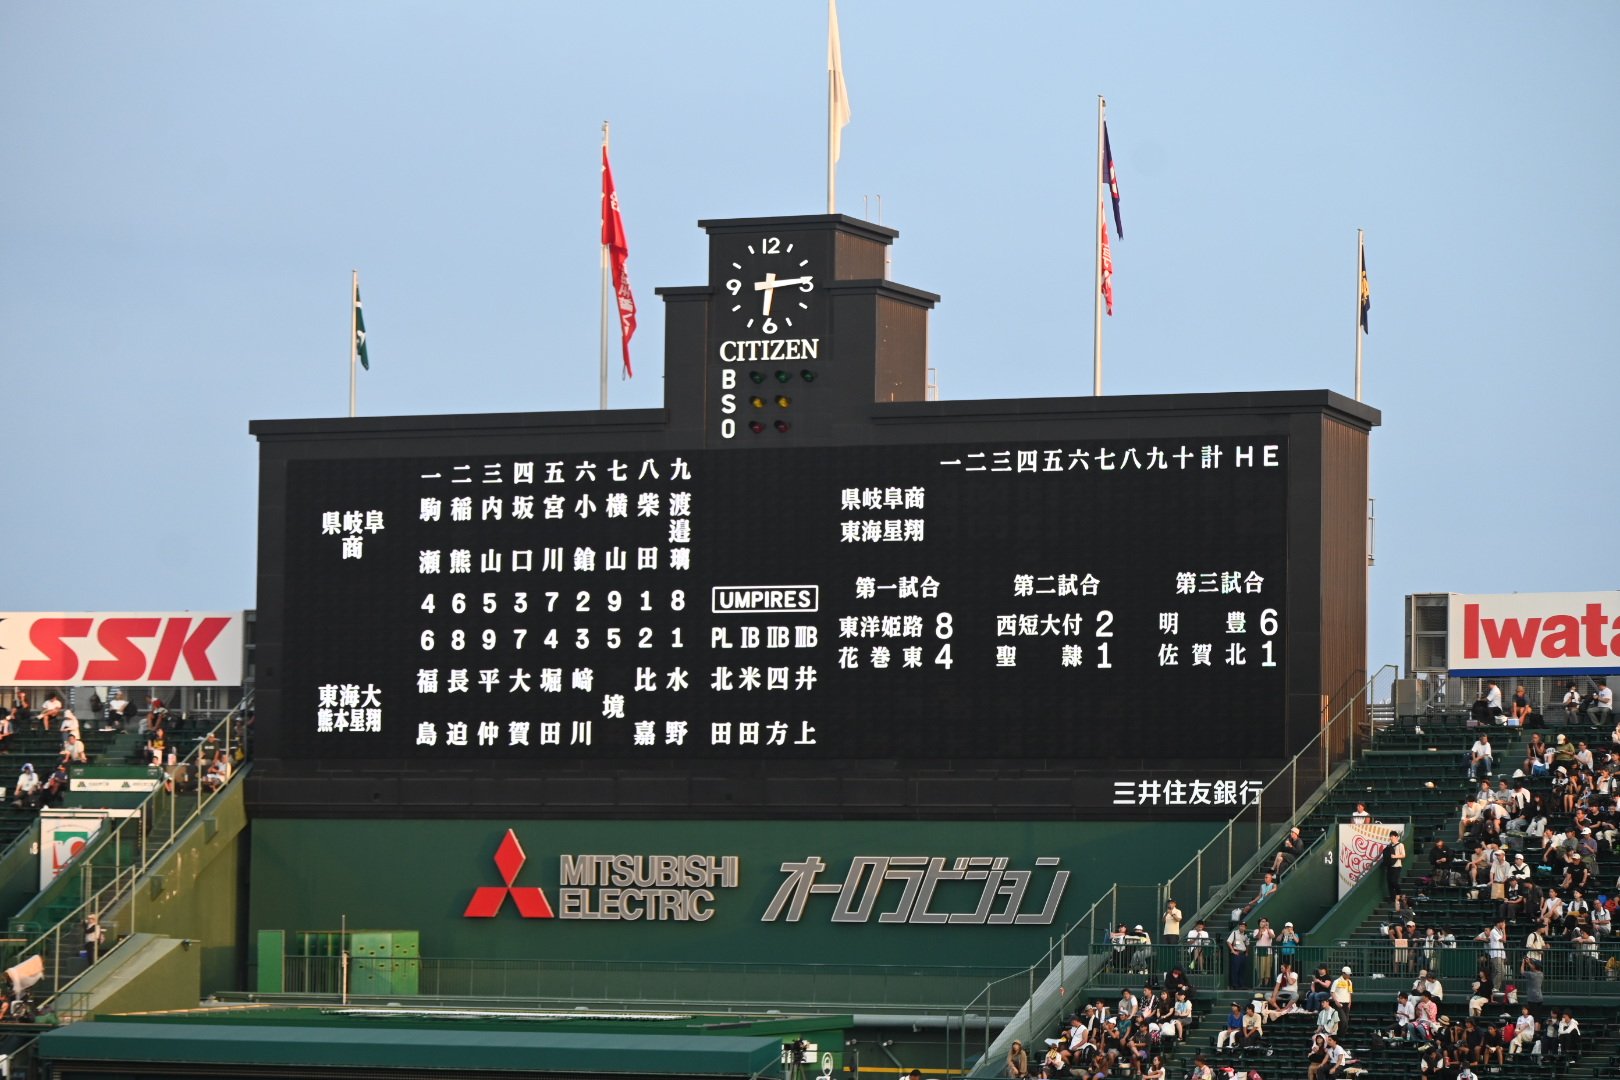 12
9 3
6
CITIZEN
B
S
O
一 二 三 四 五 六 七 八 九
駒瀬 稲熊 内山 坂口 宮川 小鎗 横山 柴田 渡邉璃
県岐阜商
4 6 5 3 7 2 9 1 8
6 8 9 7 4 3 5 2 1
東海大熊本星翔
福島 長迫 平仲 大賀 堀田 﨑川 境 比嘉 水野
UMPIRES
PL IB IIB IIIB
北田 米田 四方 井上
一二三四五六七八九十計 H E
県岐阜商
東海星翔
第一試合 第二試合 第三試合
東洋姫路 8 西短大付 2 明豊 6
花巻東 4 聖隷 1 佐賀北 1
三井住友銀行
SSK
Iwata
MITSUBISHI
ELECTRIC
オーロラビジョン